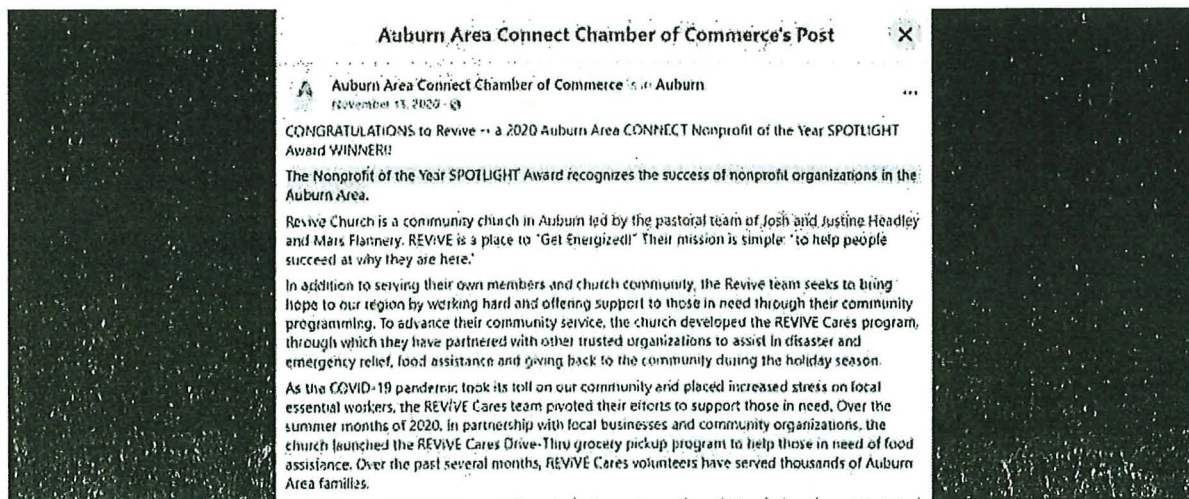 Auburn Area Connect Chamber of Commerce's Post
Auburn Area Connect Chamber of Commerce is in Auburn.
November 13, 2020
CONGRATULATIONS to Revive -- a 2020 Auburn Area CONNECT Nonprofit of the Year SPOTLIGHT
Award WINNER!!
The Nonprofit of the Year SPOTLIGHT Award recognizes the success of nonprofit organizations in the
Auburn Area.
Revive Church is a community church in Auburn led by the pastoral team of Josh and Justine Headley
and Mars Flannery. REViVE is a place to "Get Energized!" Their mission is simple: "to help people
succeed at why they are here."
In addition to serving their own members and church community, the Revive team seeks to bring
hope to our region by working hard and offering support to those in need through their community
programming. To advance their community service, the church developed the REViVE Cares program,
through which they have partnered with other trusted organizations to assist in disaster and
emergency relief, food assistance and giving back to the community during the holiday season.
As the COVID-19 pandemic took its toll on our community and placed increased stress on local
essential workers, the REViVE Cares team pivoted their efforts to support those in need. Over the
summer months of 2020, in partnership with local businesses and community organizations, the
church launched the REViVE Cares Drive-Thru grocery pickup program to help those in need of food
assistance. Over the past several months, REViVE Cares volunteers have served thousands of Auburn
Area families.